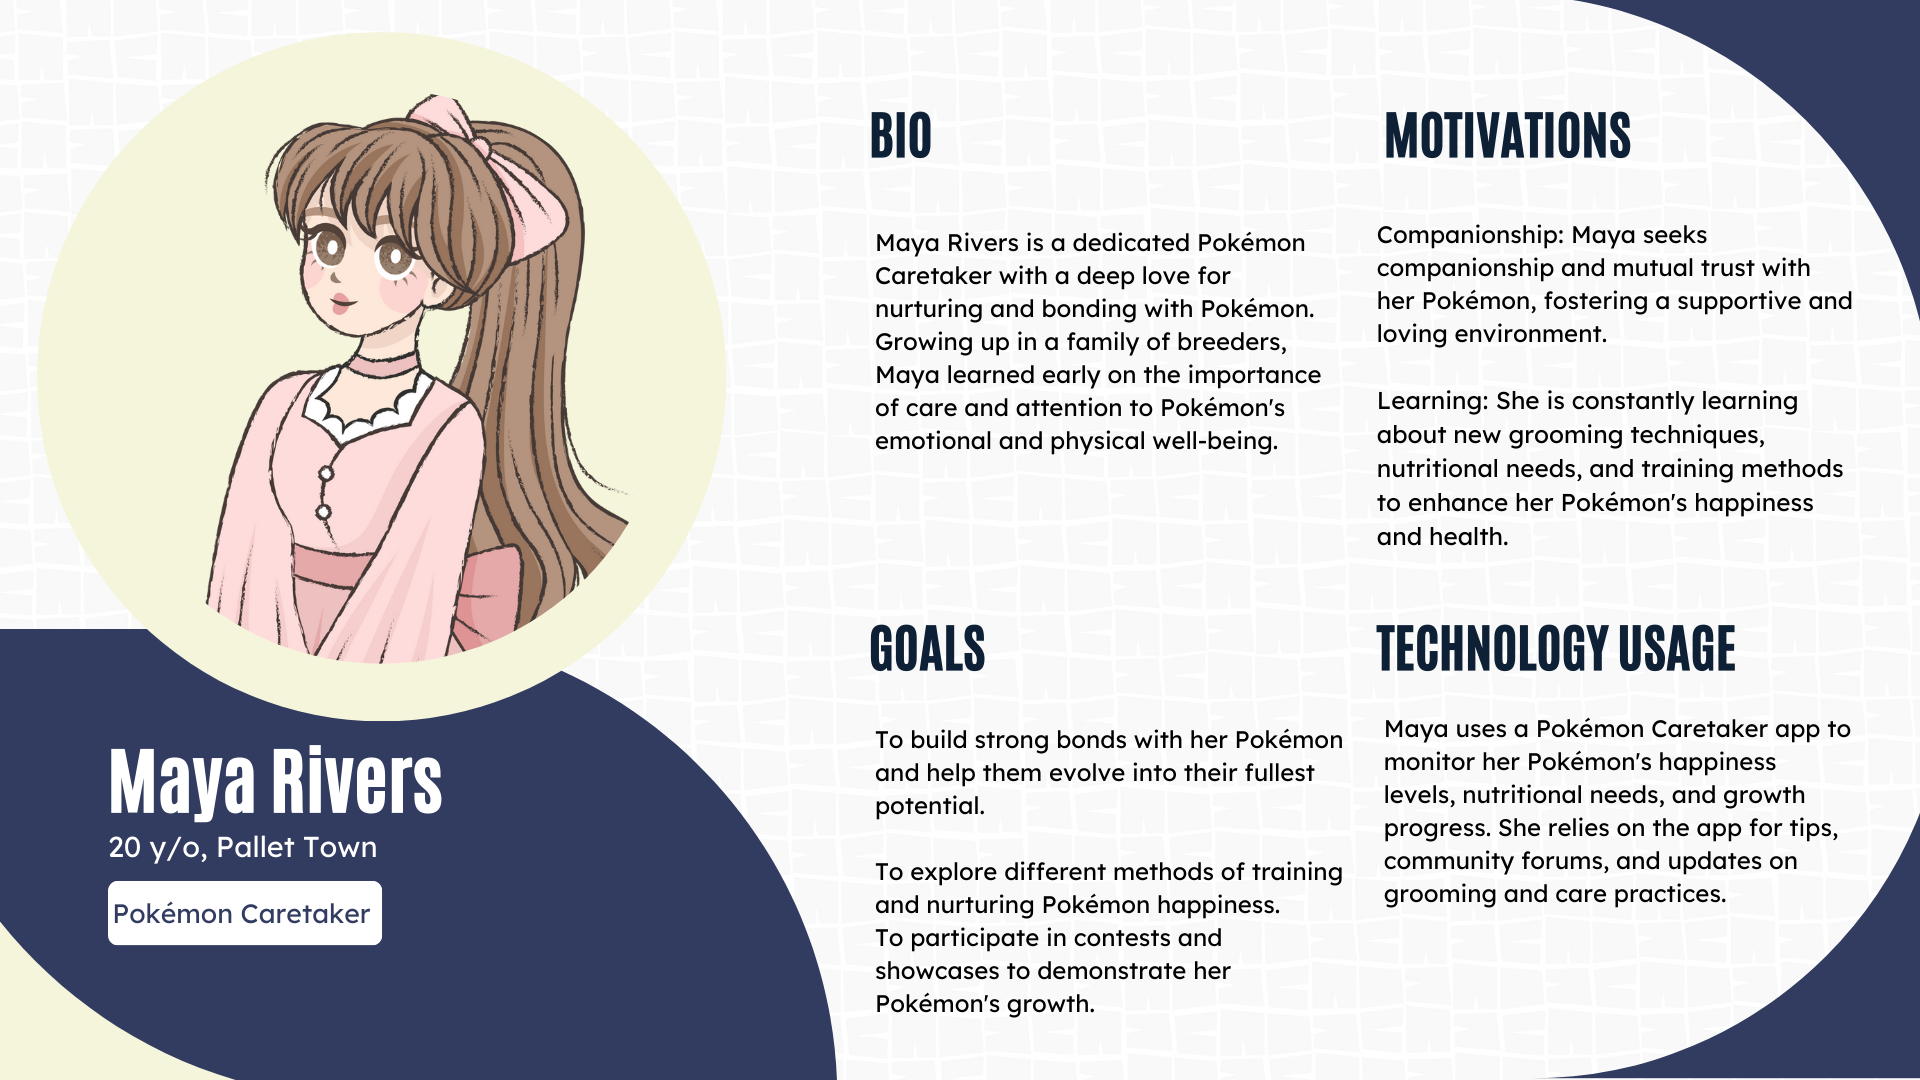 Maya Rivers
20 y/o, Pallet Town
Pokémon Caretaker
BIO
Maya Rivers is a dedicated Pokémon
Caretaker with a deep love for
nurturing and bonding with Pokémon.
Growing up in a family of breeders,
Maya learned early on the importance
of care and attention to Pokémon's
emotional and physical well-being.
MOTIVATIONS
Companionship: Maya seeks
companionship and mutual trust with
her Pokémon, fostering a supportive and
loving environment.
Learning: She is constantly learning
about new grooming techniques,
nutritional needs, and training methods
to enhance her Pokémon's happiness
and health.
GOALS
To build strong bonds with her Pokémon
and help them evolve into their fullest
potential.
To explore different methods of training
and nurturing Pokémon happiness.
To participate in contests and
showcases to demonstrate her
Pokémon's growth.
TECHNOLOGY USAGE
Maya uses a Pokémon Caretaker app to
monitor her Pokémon's happiness
levels, nutritional needs, and growth
progress. She relies on the app for tips,
community forums, and updates on
grooming and care practices.